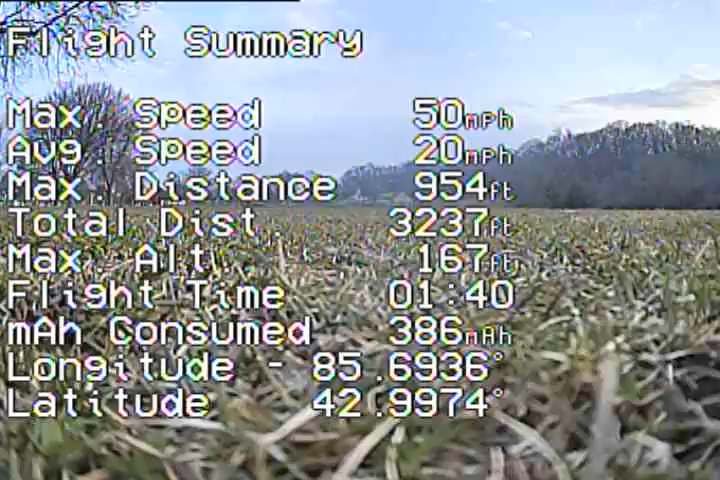 Flight Summary
Max. Speed 50mph
Avg. Speed 20mph
Max. Distance 954ft
Total Dist. 3237ft
Max. Alt. 167ft
Flight Time 01:40
mAh Consumed 386mAh
Longitude - 85.6936°
Latitude 42.9974°